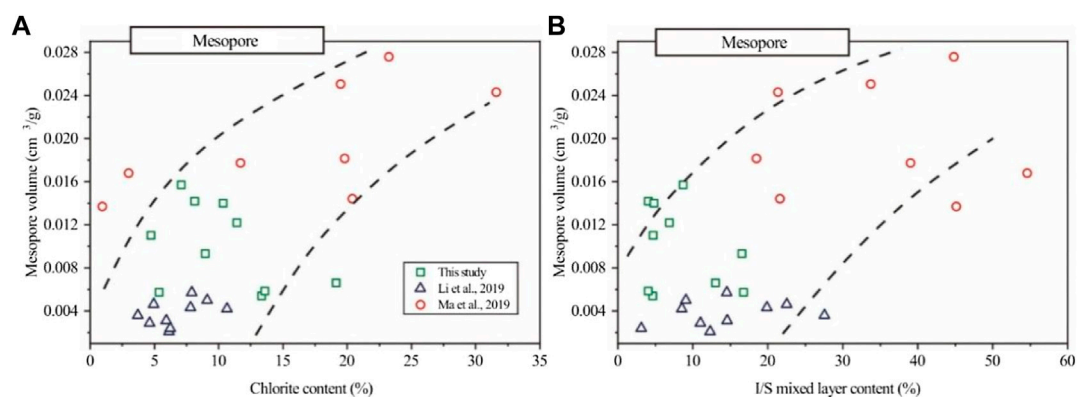 A
Mesopore
0.028
0.024
0.020
0.016
0.012
0.008
0.004
Mesopore volume (cm³/g)
0 5 10 15 20 25 30 35
Chlorite content (%)
This study
Li et al., 2019
Ma et al., 2019
B
Mesopore
0.028
0.024
0.020
0.016
0.012
0.008
0.004
Mesopore volume (cm³/g)
0 10 20 30 40 50 60
I/S mixed layer content (%)